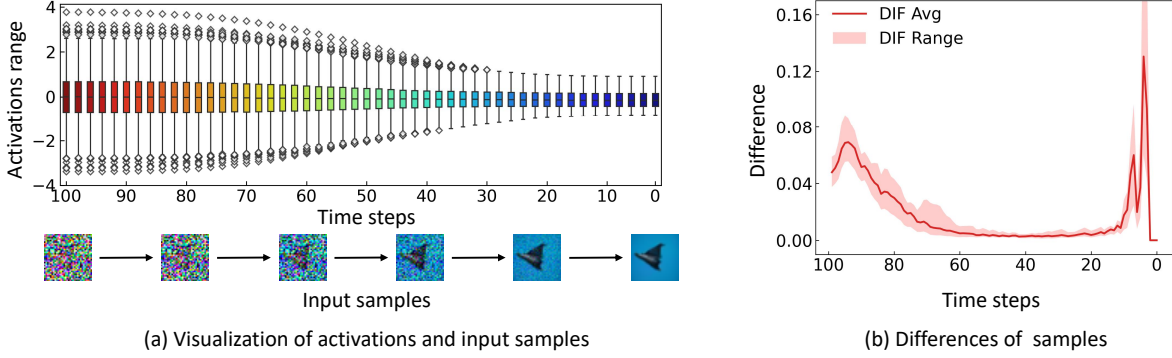 Activations range
4
2
0
−2
−4
100 90 80 70 60 50 40 30 20 10 0
Time steps
Input samples
(a) Visualization of activations and input samples
DIF Avg
DIF Range
Difference
0.16
0.12
0.08
0.04
0.00
100 80 60 40 20 0
Time steps
(b) Differences of samples